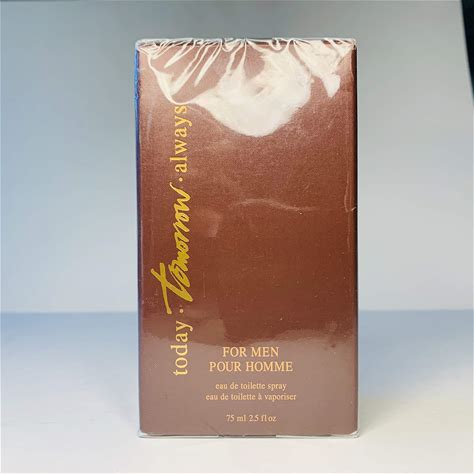 today · tomorrow · always
FOR MEN
POUR HOMME
eau de toilette spray
eau de toilette à vaporiser
75 ml 2.5 fl oz